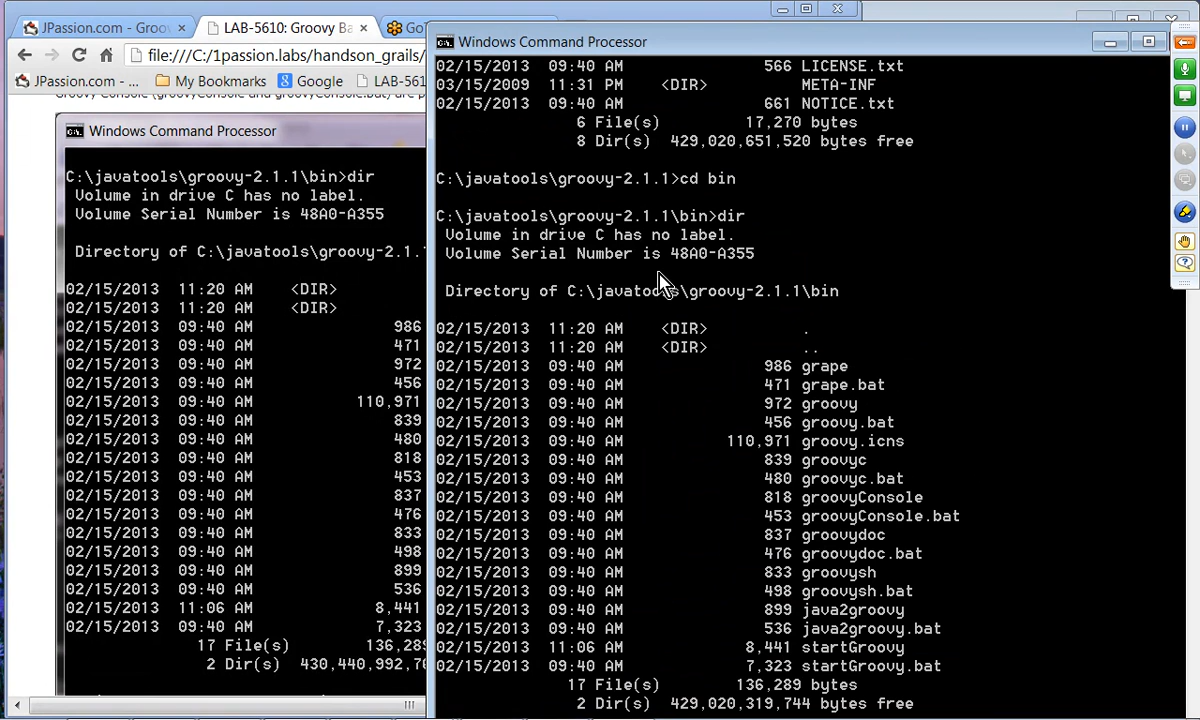 JPassion.com - Groo
LAB-5610: Groovy Ba
GoT
file:///C:/1passion.labs/handson_grails/
JPassion.com - ...
My Bookmarks
Google
LAB-561
Windows Command Processor
C:\javatools\groovy-2.1.1\bin>dir
Volume in drive C has no label.
Volume Serial Number is 48A0-A355
Directory of C:\javatools\groovy-2.1.
02/15/2013 11:20 AM <DIR>
02/15/2013 11:20 AM <DIR>
02/15/2013 09:40 AM 986
02/15/2013 09:40 AM 471
02/15/2013 09:40 AM 972
02/15/2013 09:40 AM 456
02/15/2013 09:40 AM 110,971
02/15/2013 09:40 AM 839
02/15/2013 09:40 AM 480
02/15/2013 09:40 AM 818
02/15/2013 09:40 AM 453
02/15/2013 09:40 AM 837
02/15/2013 09:40 AM 476
02/15/2013 09:40 AM 833
02/15/2013 09:40 AM 498
02/15/2013 09:40 AM 899
02/15/2013 09:40 AM 536
02/15/2013 11:06 AM 8,441
02/15/2013 09:40 AM 7,323
17 File(s) 136,289
2 Dir(s) 430,440,992,7
Windows Command Processor
02/15/2013 09:40 AM 566 LICENSE.txt
03/15/2009 11:31 PM <DIR> META-INF
02/15/2013 09:40 AM 661 NOTICE.txt
6 File(s) 17,270 bytes
8 Dir(s) 429,020,651,520 bytes free
C:\javatools\groovy-2.1.1>cd bin
C:\javatools\groovy-2.1.1\bin>dir
Volume in drive C has no label.
Volume Serial Number is 48A0-A355
Directory of C:\javatools\groovy-2.1.1\bin
02/15/2013 11:20 AM <DIR> .
02/15/2013 11:20 AM <DIR> ..
02/15/2013 09:40 AM 986 grape
02/15/2013 09:40 AM 471 grape.bat
02/15/2013 09:40 AM 972 groovy
02/15/2013 09:40 AM 456 groovy.bat
02/15/2013 09:40 AM 110,971 groovy.icns
02/15/2013 09:40 AM 839 groovyc
02/15/2013 09:40 AM 480 groovyc.bat
02/15/2013 09:40 AM 818 groovyConsole
02/15/2013 09:40 AM 453 groovyConsole.bat
02/15/2013 09:40 AM 837 groovydoc
02/15/2013 09:40 AM 476 groovydoc.bat
02/15/2013 09:40 AM 833 groovysh
02/15/2013 09:40 AM 498 groovysh.bat
02/15/2013 09:40 AM 899 java2groovy
02/15/2013 09:40 AM 536 java2groovy.bat
02/15/2013 11:06 AM 8,441 startGroovy
02/15/2013 09:40 AM 7,323 startGroovy.bat
17 File(s) 136,289 bytes
2 Dir(s) 429,020,319,744 bytes free